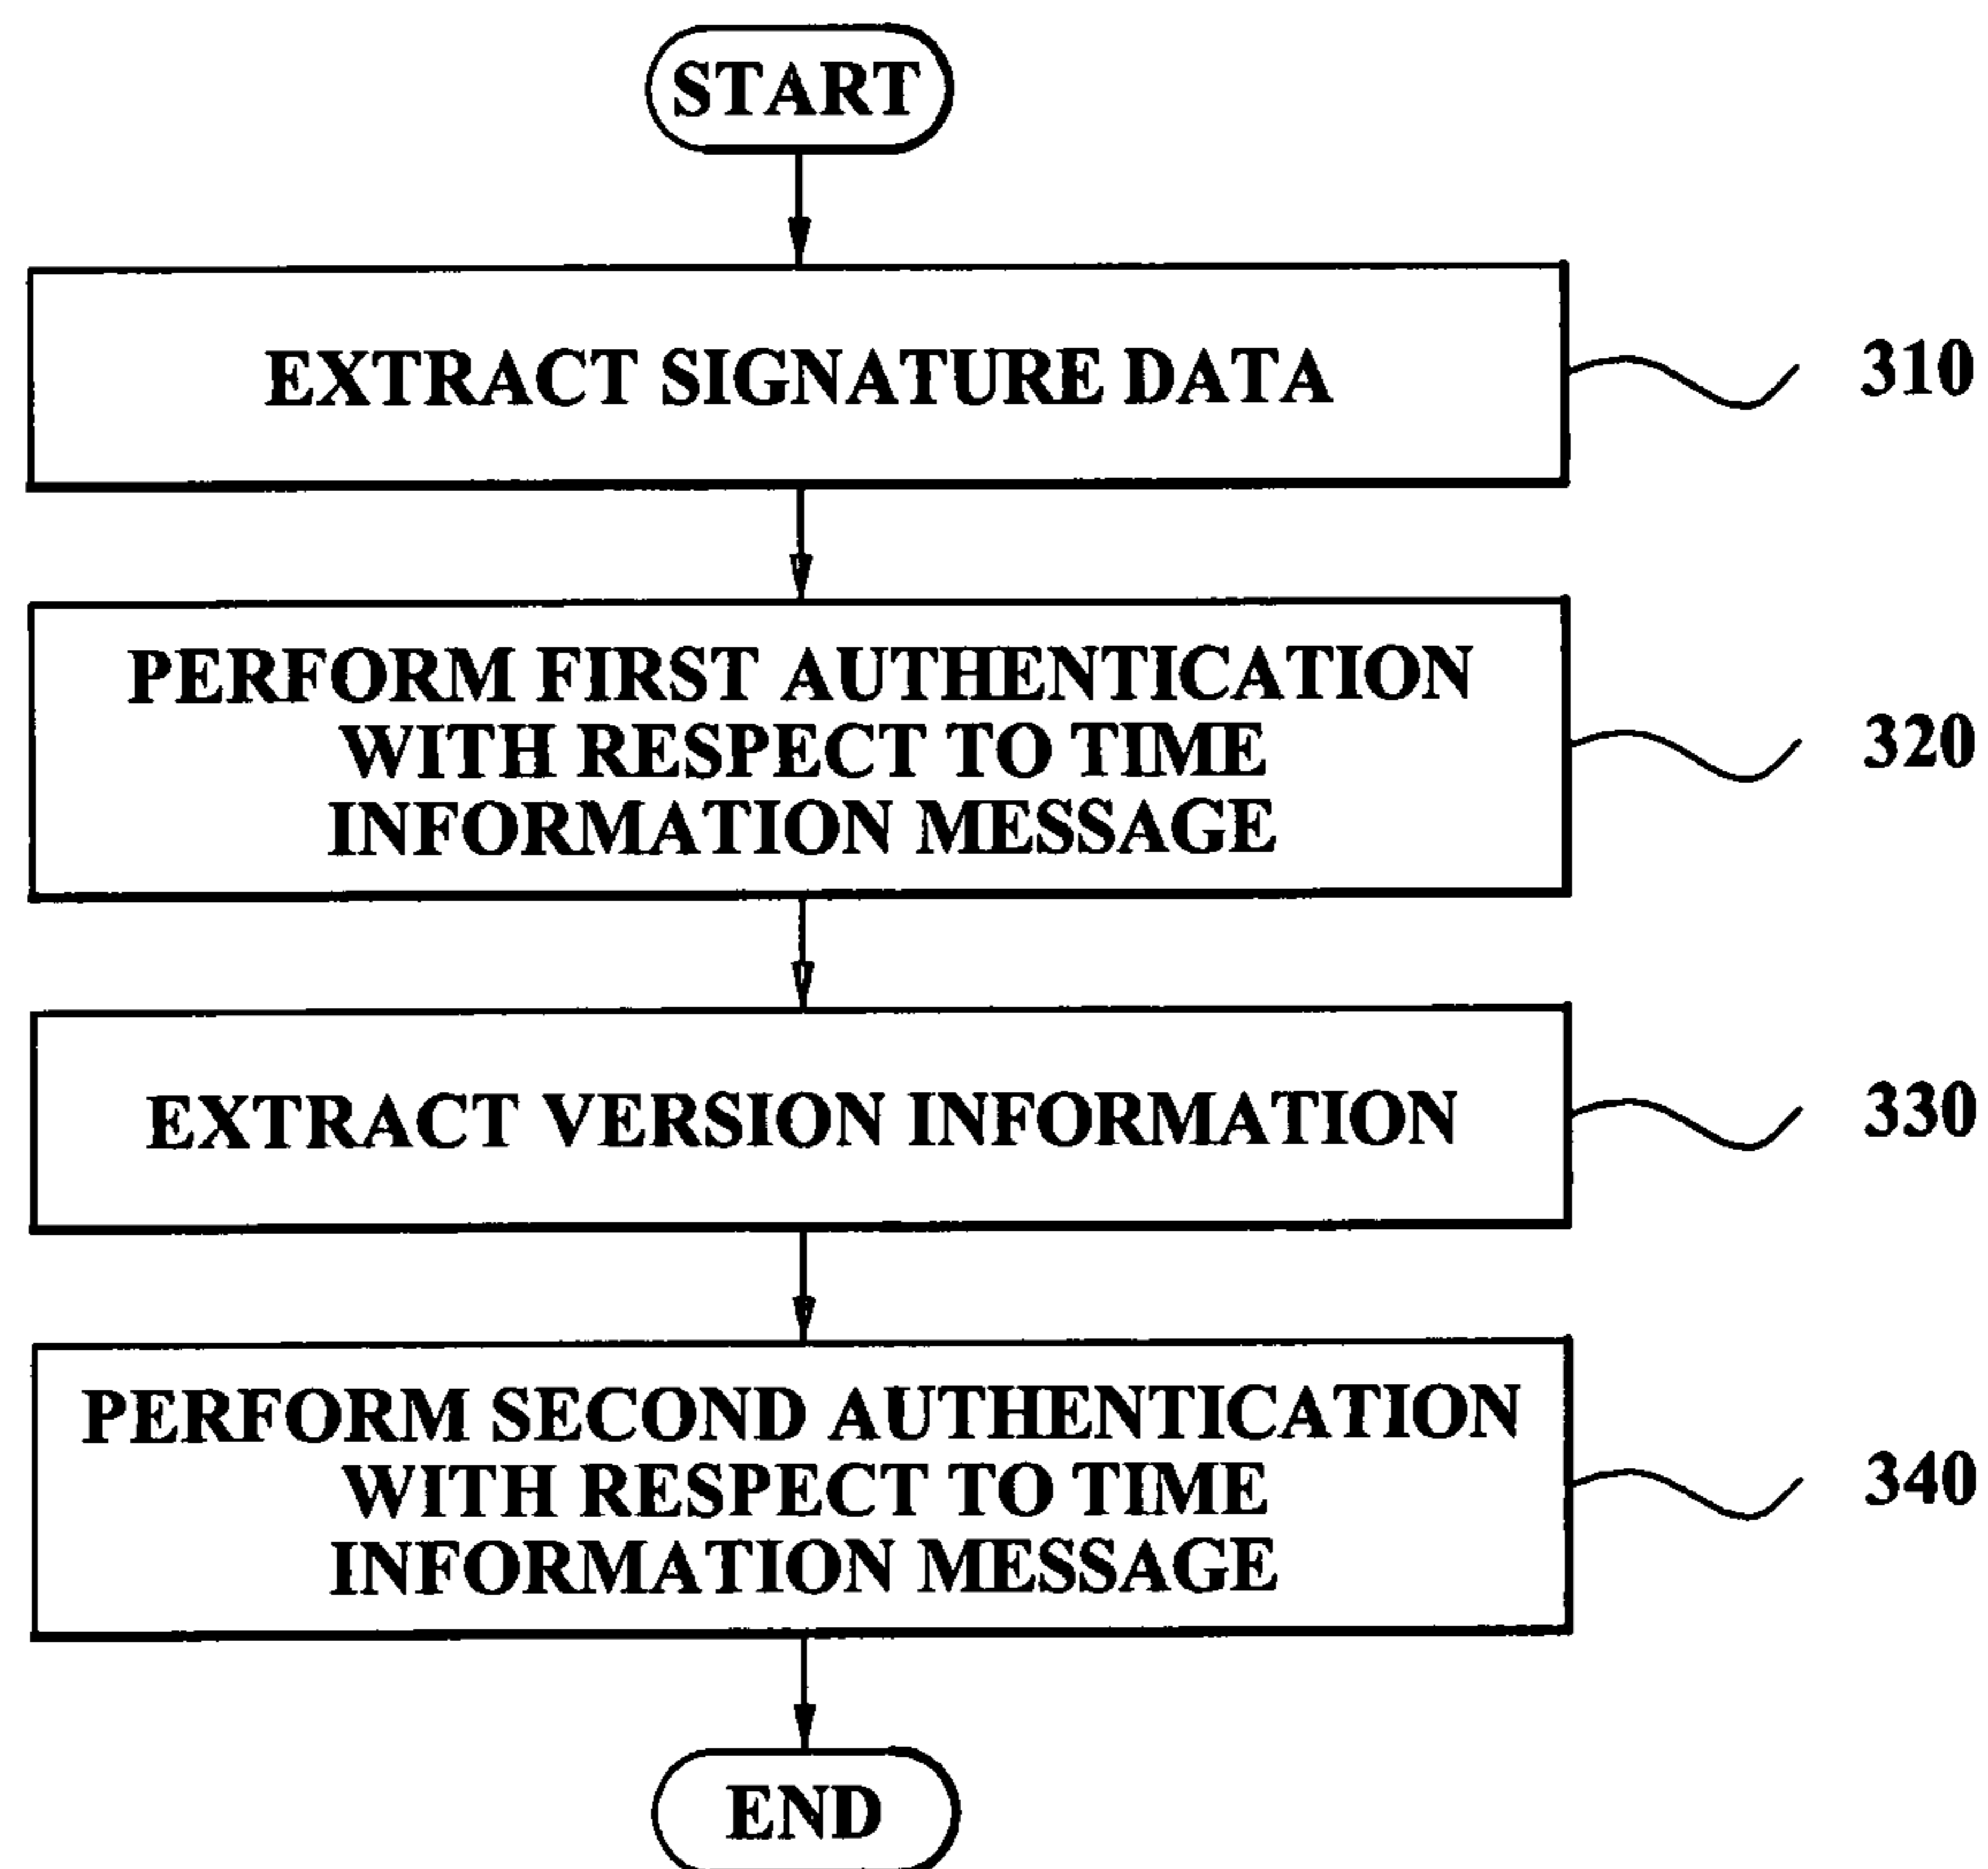 START
EXTRACT SIGNATURE DATA
310
PERFORM FIRST AUTHENTICATION
WITH RESPECT TO TIME
INFORMATION MESSAGE
320
EXTRACT VERSION INFORMATION
330
PERFORM SECOND AUTHENTICATION
WITH RESPECT TO TIME
INFORMATION MESSAGE
340
END